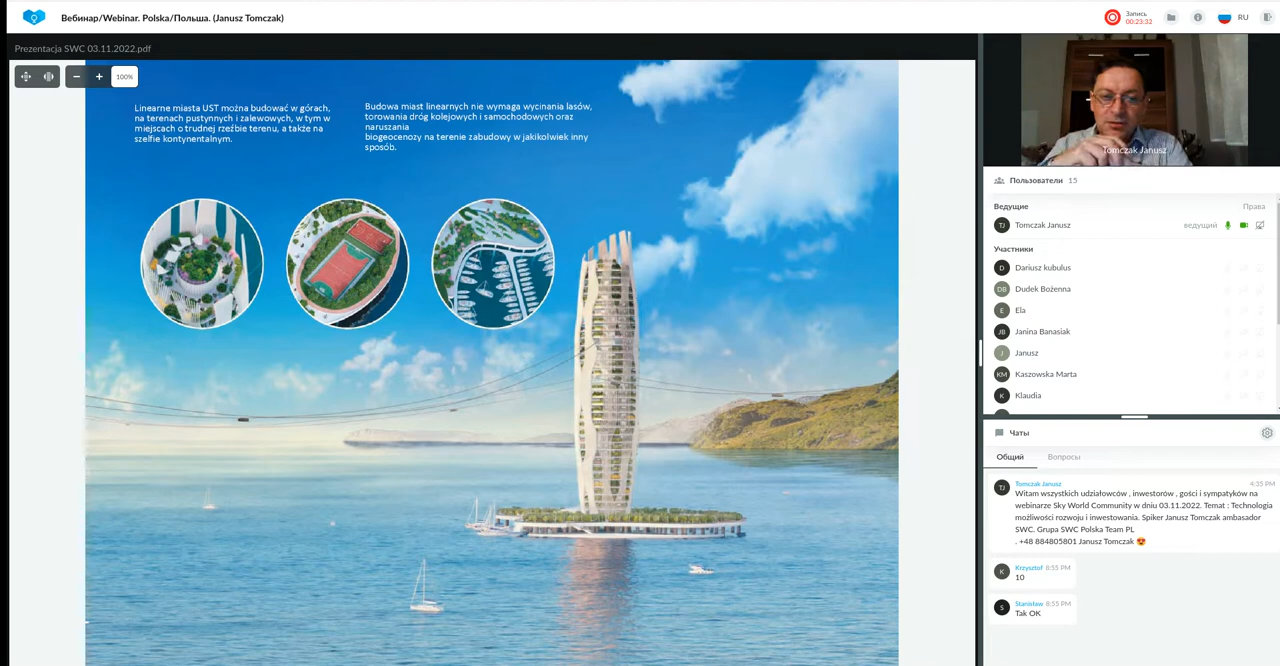 Вебинар/Webinar. Polska/Польша. (Janusz Tomczak)
Запись
00:23:32
RU
Prezentacja SWC 03.11.2022.pdf
100%
Linearne miasta UST można budować w górach,
na terenach pustynnych i zalewowych, w tym w
miejscach o trudnej rzeźbie terenu, a także na
szelfie kontynentalnym.
Budowa miast linearnych nie wymaga wycinania lasów,
torowania dróg kolejowych i samochodowych oraz
naruszania
biogeocenozy na terenie zabudowy w jakikolwiek inny
sposób.
Tomczak Janusz
Пользователи 15
Ведущие
Права
TJ Tomczak Janusz
ведущий
Участники
D Dariusz kubulus
DB Dudek Bożenna
E Ela
JB Janina Banasiak
J Janusz
KM Kaszowska Marta
K Klaudia
Чаты
Общий
Вопросы
TJ Tomczak Janusz 4:35 PM
Witam wszystkich udziałowców , inwestorów , gości i sympatyków na
webinarze Sky World Community w dniu 03.11.2022. Temat : Technologia
możliwości rozwoju i inwestowania. Spiker Janusz Tomczak ambasador
SWC. Grupa SWC Polska Team PL
. +48 884805801 Janusz Tomczak 😍
K Krzysztof 8:55 PM
10
S Stanisław 8:55 PM
Tak OK